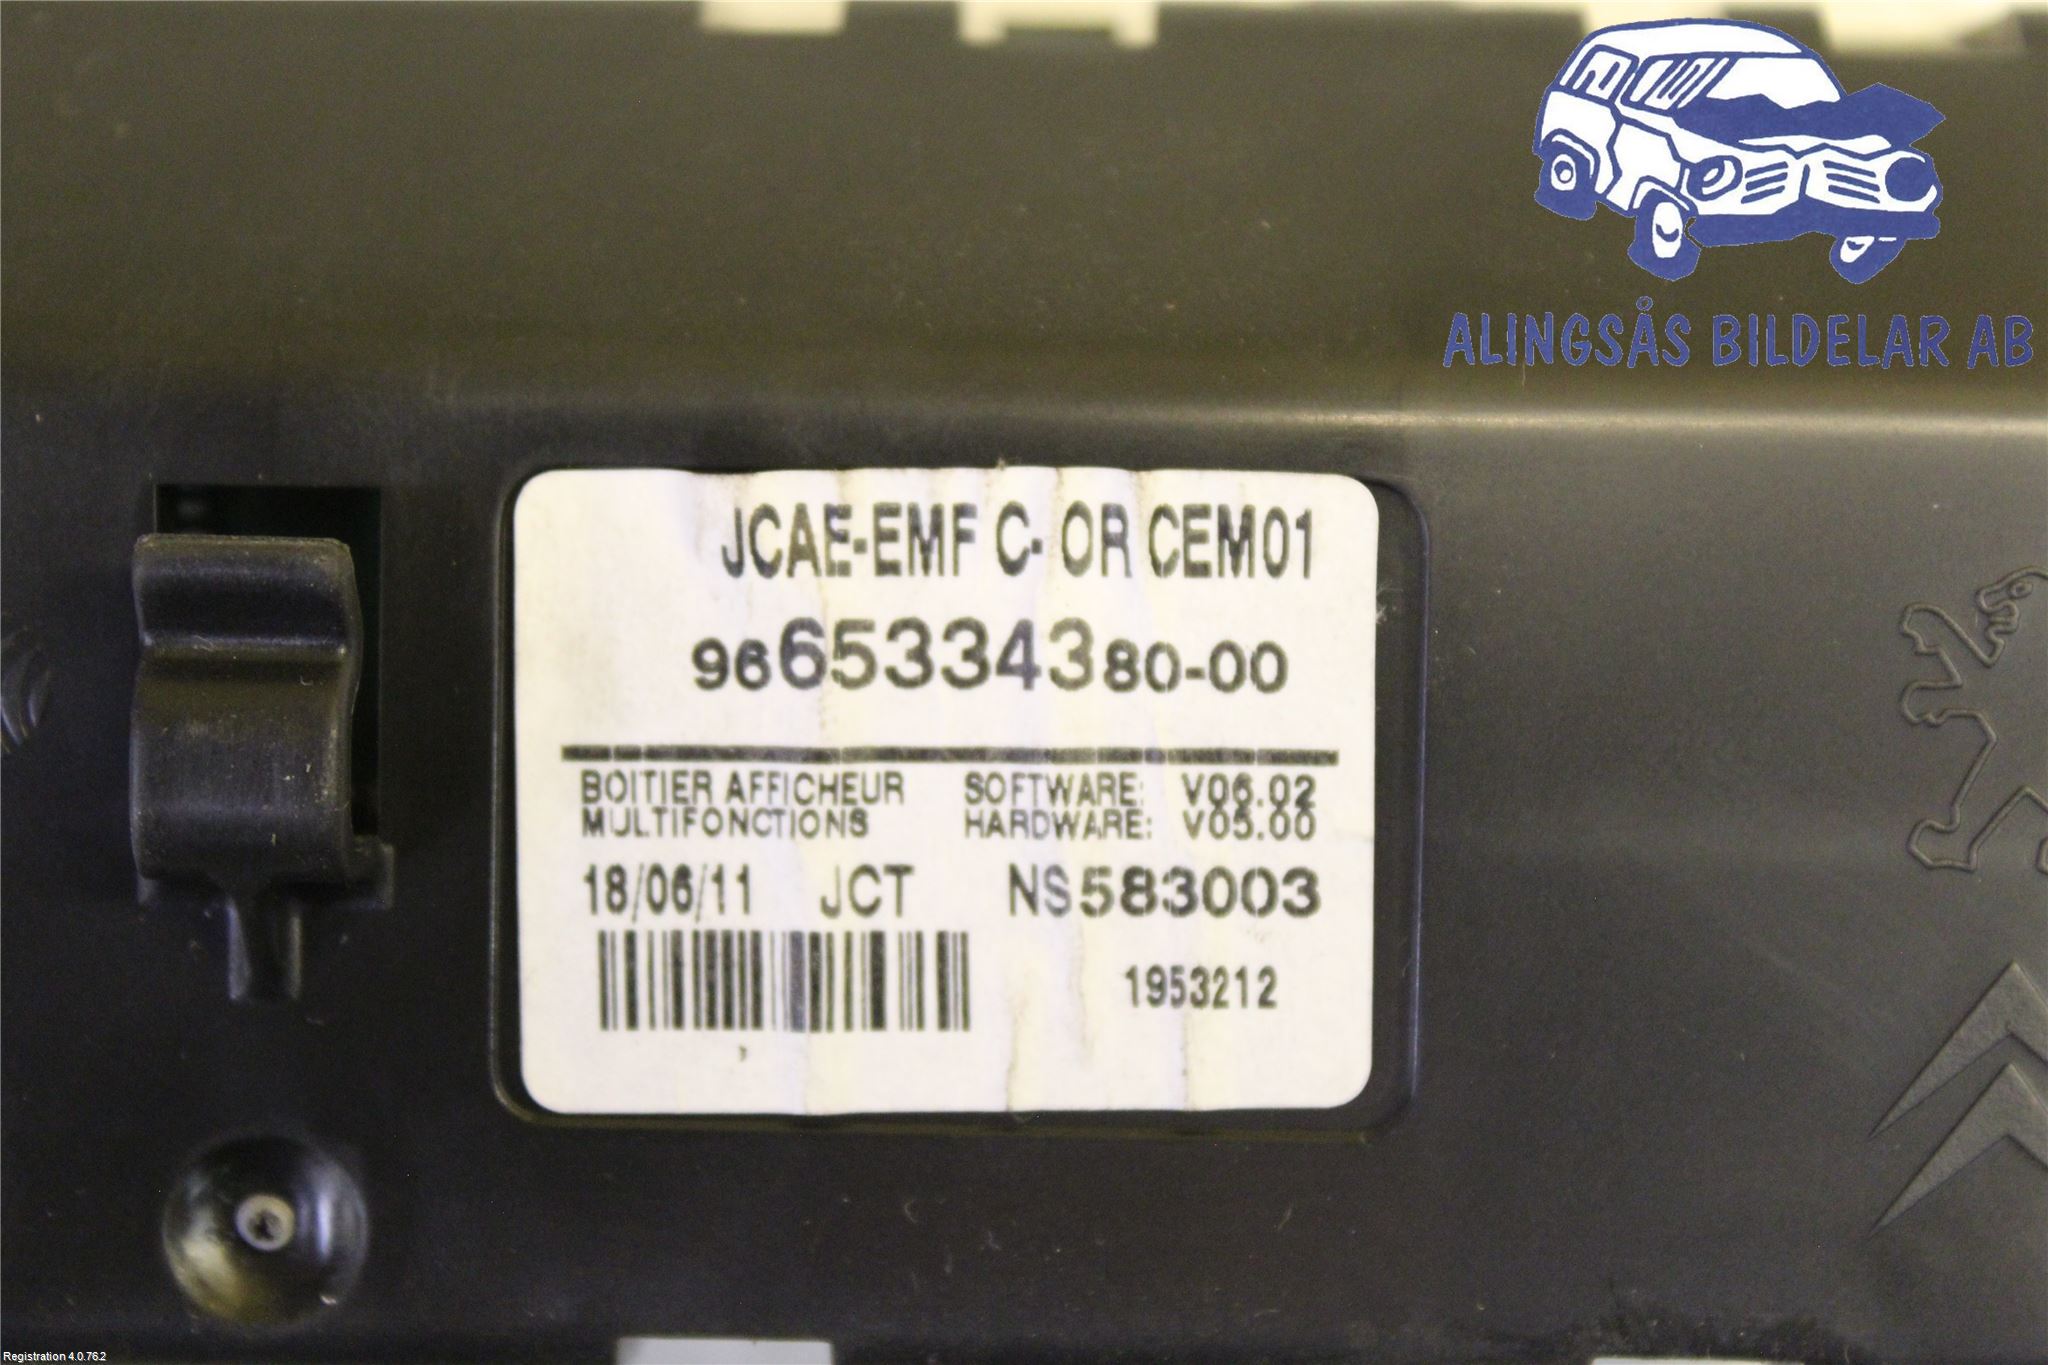 ALINGSÅS BILDELAR AB
JCAE-EMF C- OR CEM01
9665334380-00
BOITIER AFFICHEUR SOFTWARE: V06.02
MULTIFONCTIONS HARDWARE: V05.00
18/06/11 JCT NS583003
1953212
Registration 4.0.76.2